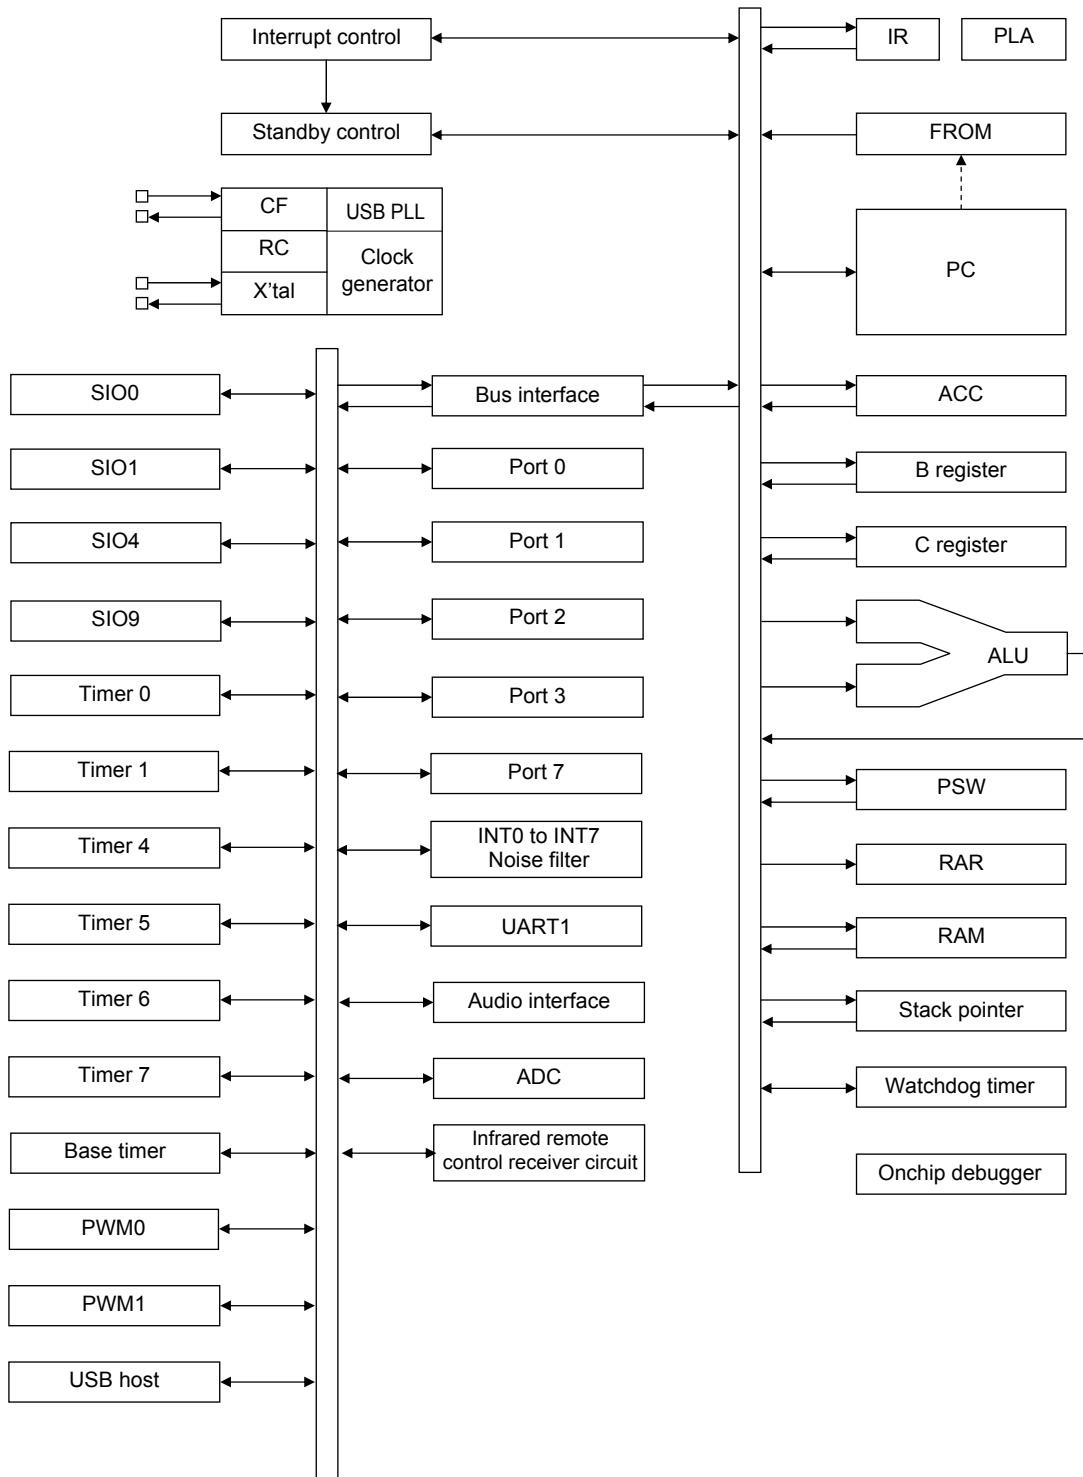 Interrupt control
IR
PLA
Standby control
FROM
CF
USB PLL
RC
Clock
generator
X'tal
PC
SIO0
Bus interface
ACC
SIO1
Port 0
B register
SIO4
Port 1
C register
SIO9
Port 2
ALU
Timer 0
Port 3
Timer 1
Port 7
PSW
Timer 4
INT0 to INT7
Noise filter
RAR
Timer 5
UART1
RAM
Timer 6
Audio interface
Stack pointer
Timer 7
ADC
Watchdog timer
Base timer
Infrared remote
control receiver circuit
Onchip debugger
PWM0
PWM1
USB host